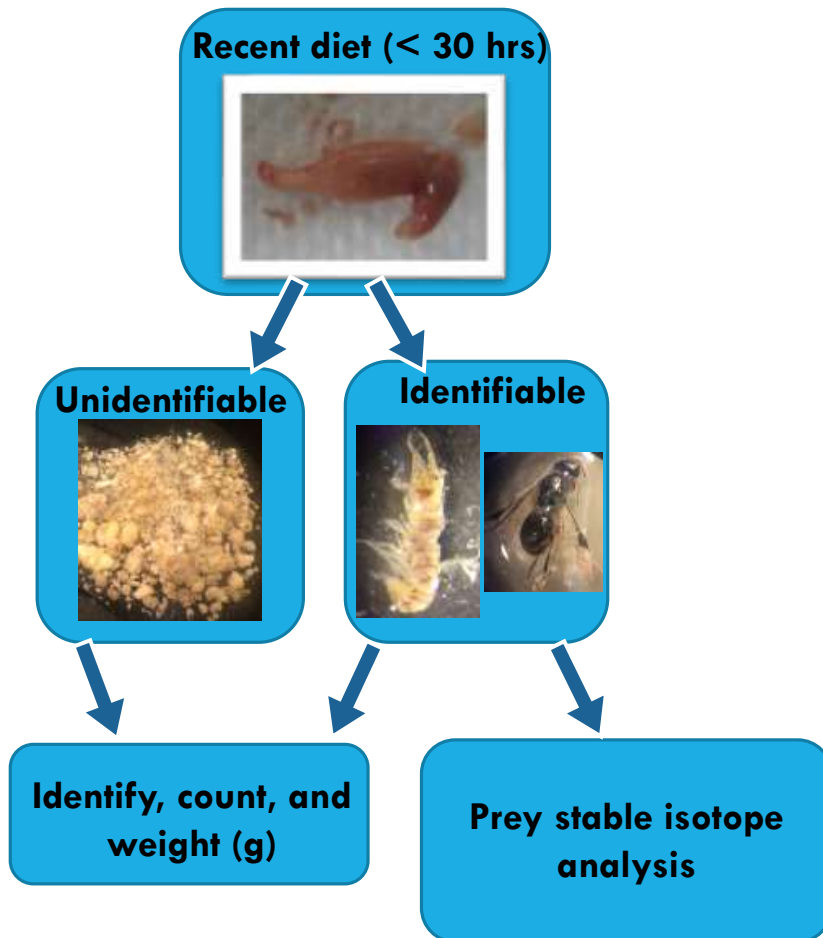 Recent diet (< 30 hrs)
Unidentifiable
Identifiable
Identify, count, and
weight (g)
Prey stable isotope
analysis